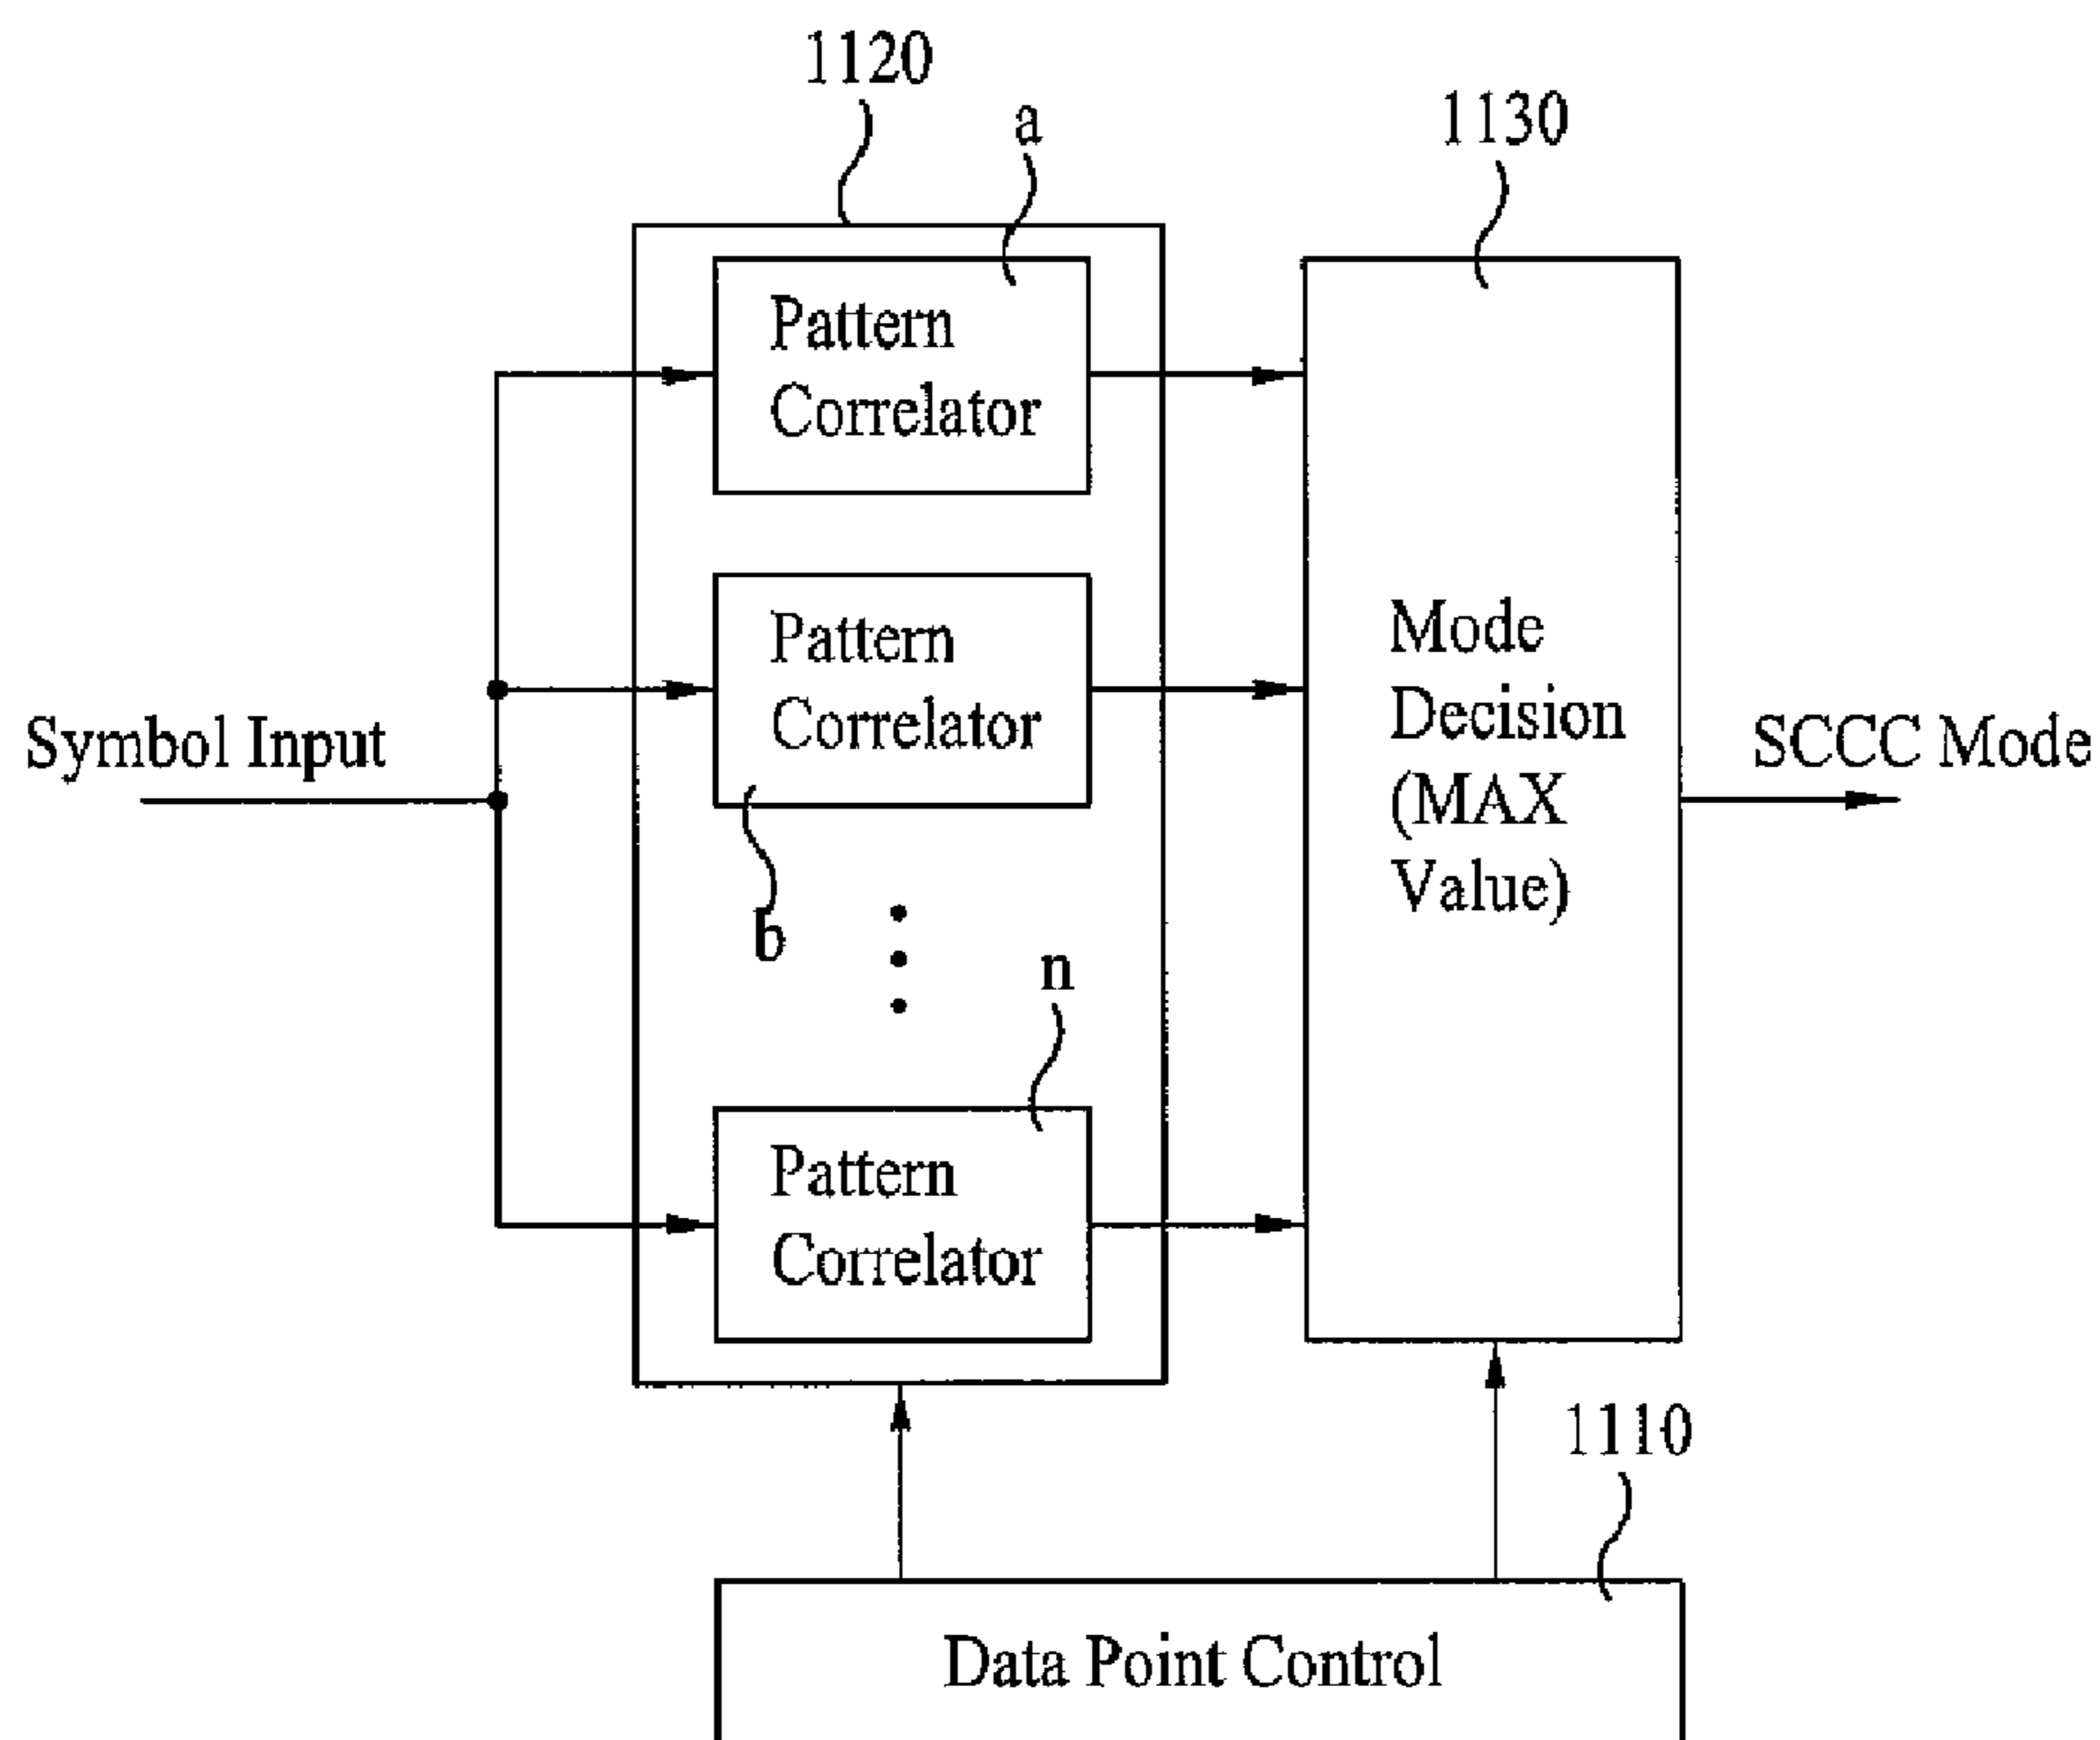 1120
a
1130
Pattern
Correlator
Pattern
Correlator
Mode
Decision
(MAX
Value)
Symbol Input
SCCC Mode
b
n
Pattern
Correlator
1110
Data Point Control